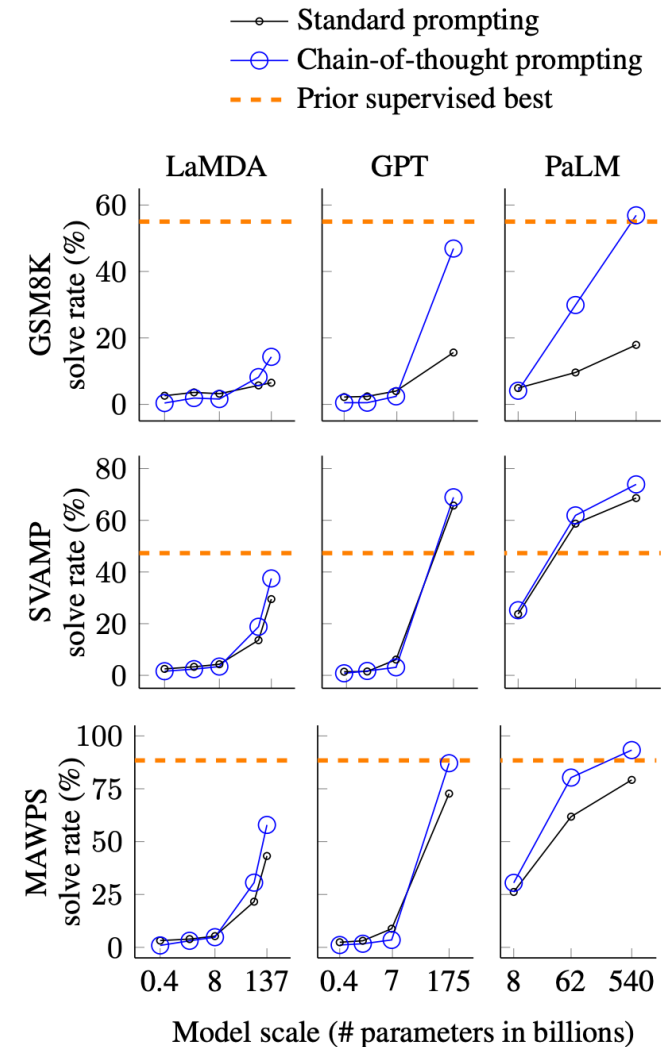 Standard prompting
Chain-of-thought prompting
Prior supervised best
LaMDA GPT PaLM
GSM8K
solve rate (%)
60
40
20
0
SVAMP
solve rate (%)
80
60
40
20
0
MAWPS
solve rate (%)
100
75
50
25
0
0.4 8 137 0.4 7 175 8 62 540
Model scale (# parameters in billions)